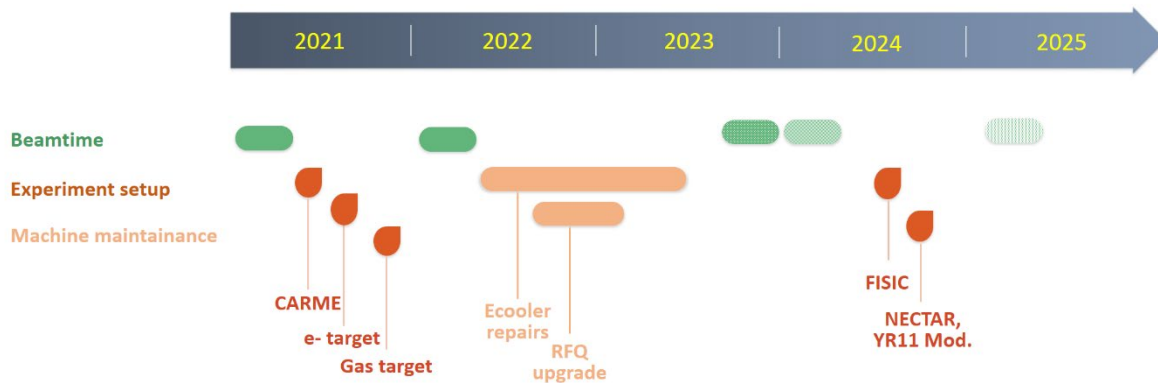 2021 2022 2023 2024 2025
Beamtime
Experiment setup
Machine maintainance
CARME
e- target
Gas target
Ecooler
repairs
RFQ
upgrade
FISIC
NECTAR,
YR11 Mod.